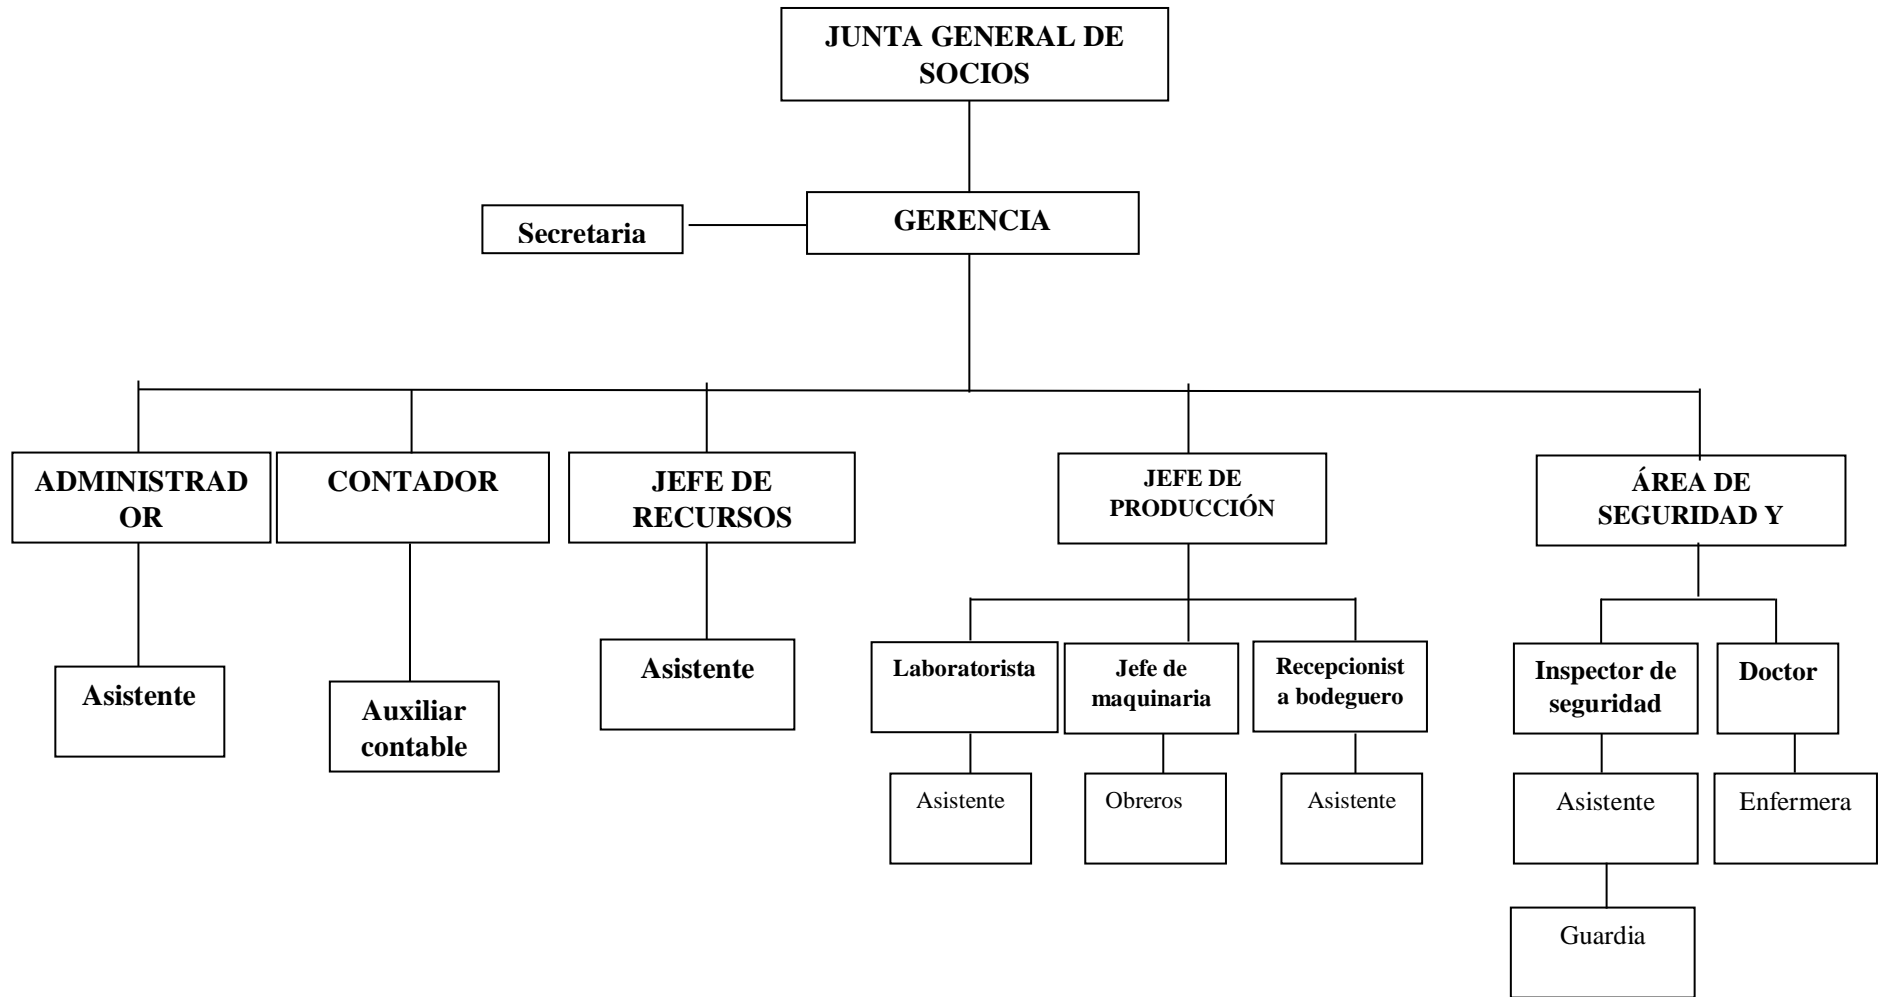 JUNTA GENERAL DE
SOCIOS
GERENCIA
Secretaria
ADMINISTRAD
OR
CONTADOR
JEFE DE
RECURSOS
JEFE DE
PRODUCCIÓN
ÁREA DE
SEGURIDAD Y
Asistente
Auxiliar
contable
Asistente
Laboratorista
Jefe de
maquinaria
Recepcionist
a bodeguero
Inspector de
seguridad
Doctor
Asistente
Obreros
Asistente
Asistente
Enfermera
Guardia